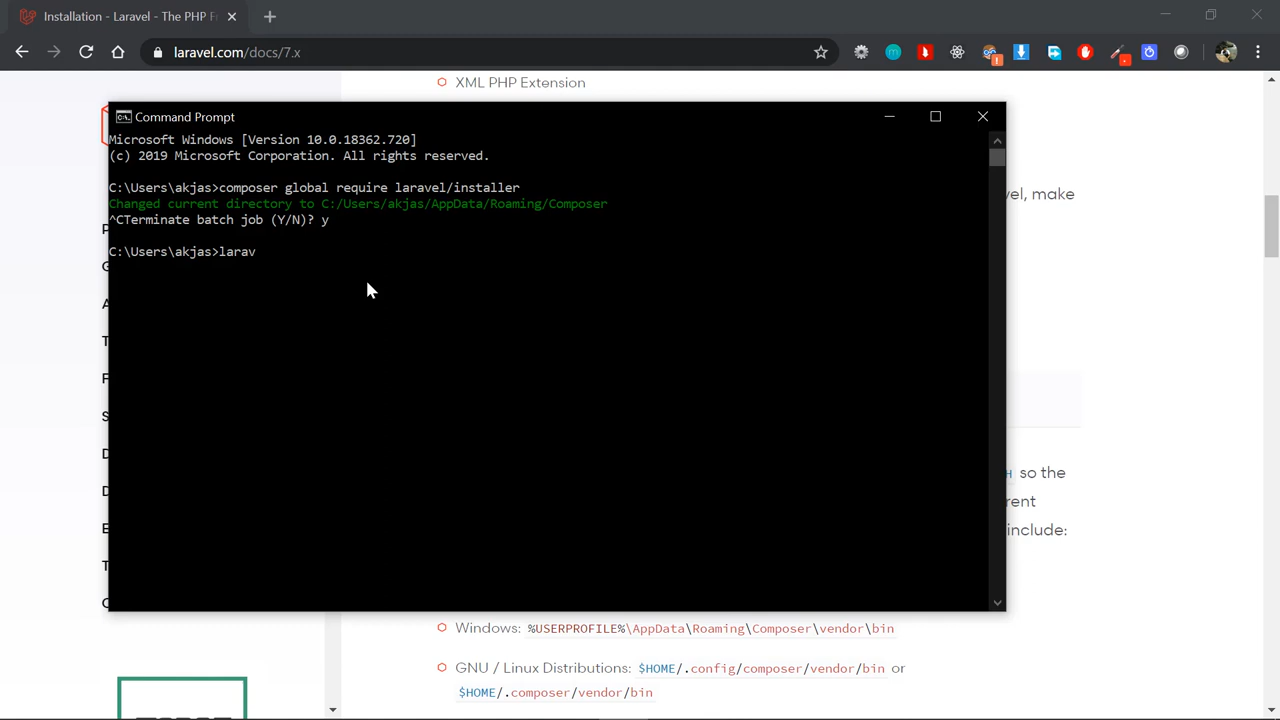 Installation - Laravel - The PHP Fr
laravel.com/docs/7.x
XML PHP Extension
Command Prompt
Microsoft Windows [Version 10.0.18362.720]
(c) 2019 Microsoft Corporation. All rights reserved.
C:\Users\akjas>composer global require laravel/installer
Changed current directory to C:/Users/akjas/AppData/Roaming/Composer
^CTerminate batch job (Y/N)? y
C:\Users\akjas>larav
vel, make
H so the
rent
include:
Windows: %USERPROFILE%\AppData\Roaming\Composer\vendor\bin
GNU / Linux Distributions: $HOME/.config/composer/vendor/bin or
$HOME/.composer/vendor/bin